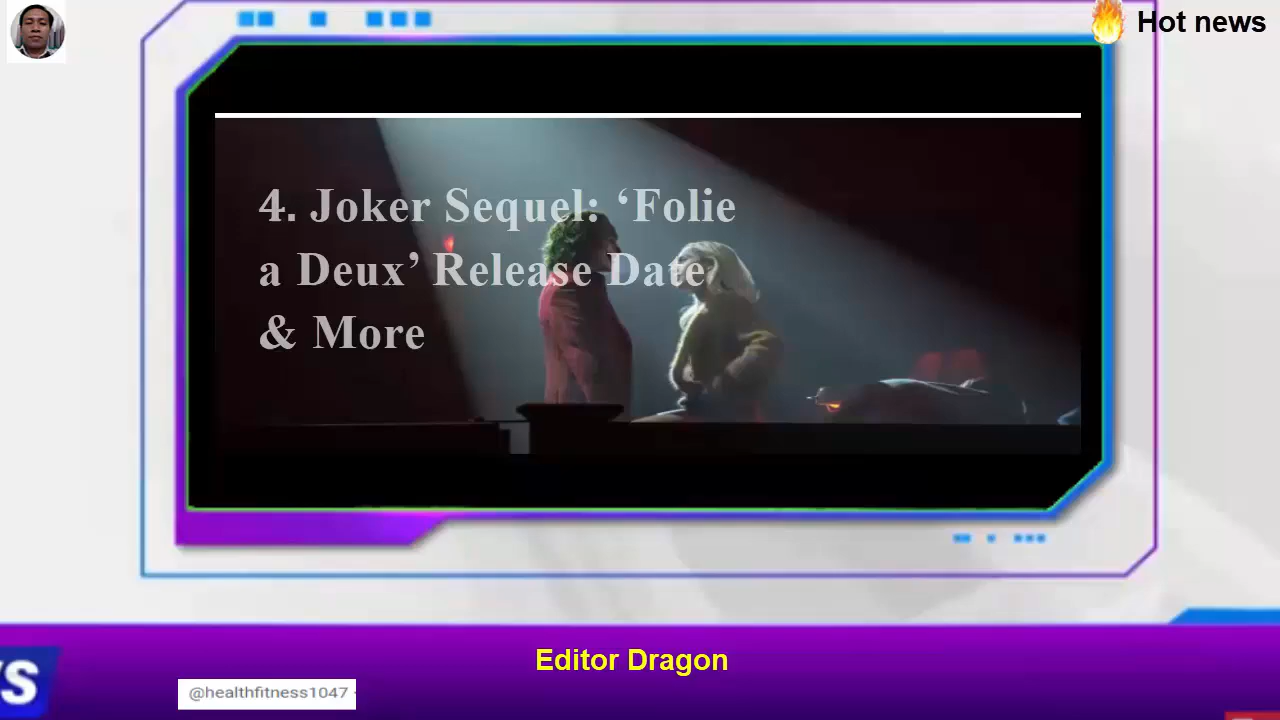 Hot news
4. Joker Sequel: ‘Folie
a Deux’ Release Date
& More
Editor Dragon
@healthfitness1047